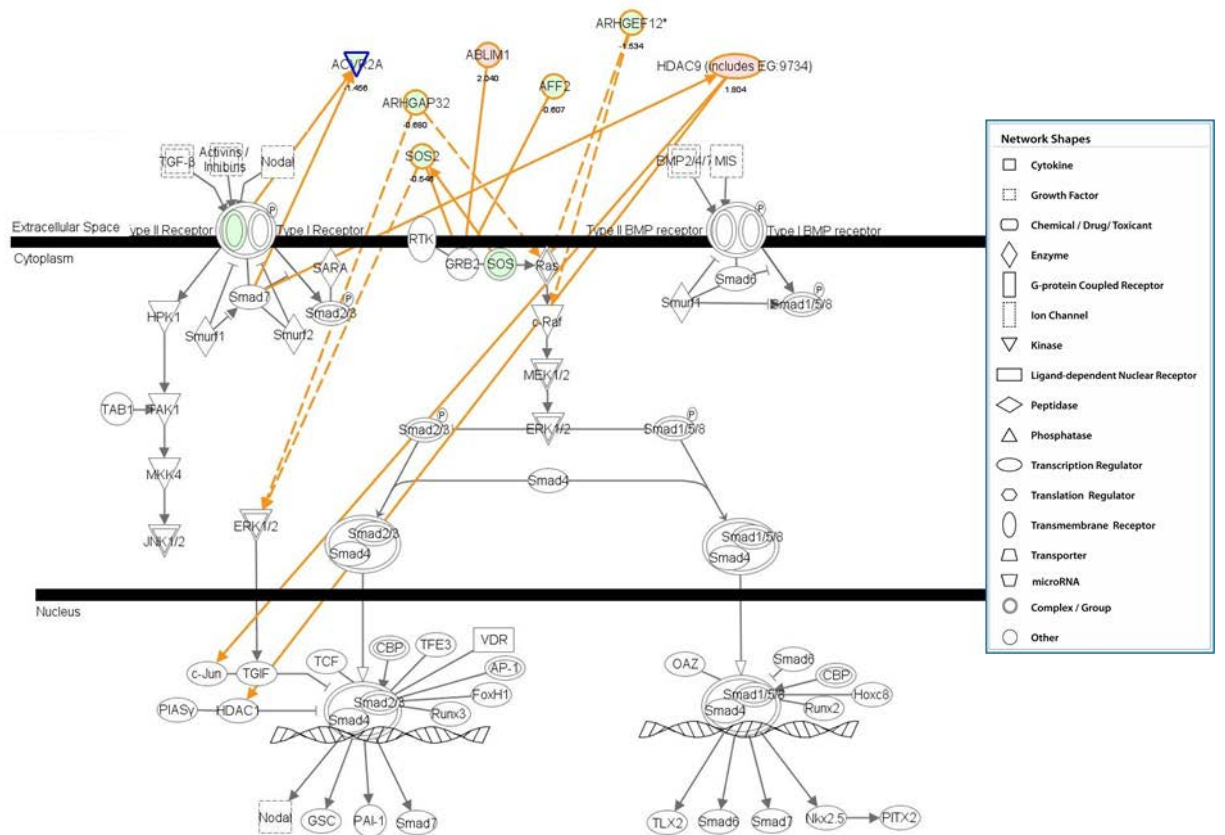 ARHGEF12*
-1.534
ACVR2A
-1.466
ABLIM1
2.040
HDAC9 (includes EG:9734)
1.804
AFF2
-0.607
ARHGAP32
-0.680
SOS2
-0.546
TGF-β
Activins /
Inhibins
Nodal
BMP2/4/7
MIS
P
P
Extracellular Space
ype II Receptor
Type I Receptor
Type II BMP receptor
Type I BMP receptor
Cytoplasm
RTK
GRB2
SOS
Ras
SARA
Smad7
Smad6
P
Smad2/3
P
Smad1/5/8
HPK1
Smurf1
Smurf2
c-Raf
Smurf1
MEK1/2
TAB1
TAK1
P
Smad2/3
ERK1/2
P
Smad1/5/8
MKK4
Smad4
ERK1/2
JNK1/2
Smad2/3
Smad4
Smad1/5/8
Smad4
Nucleus
c-Jun
TGIF
TCF
CBP
TFE3
VDR
AP-1
FoxH1
Runx3
PIASy
HDAC1
Smad2/3
Smad4
OAZ
Smad6
CBP
Hoxc8
Runx2
Smad1/5/8
Smad4
Nodal
GSC
PAI-1
Smad7
TLX2
Smad6
Smad7
Nkx2.5
PITX2
Network Shapes
Cytokine
Growth Factor
Chemical / Drug/ Toxicant
Enzyme
G-protein Coupled Receptor
Ion Channel
Kinase
Ligand-dependent Nuclear Receptor
Peptidase
Phosphatase
Transcription Regulator
Translation Regulator
Transmembrane Receptor
Transporter
microRNA
Complex / Group
Other